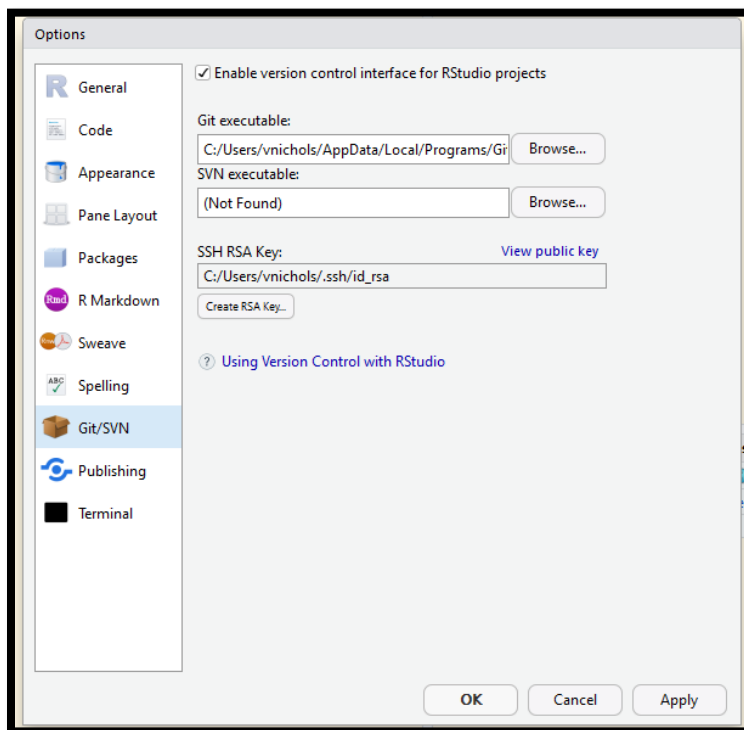 Options
General
Code
Appearance
Pane Layout
Packages
Rmd R Markdown
Sweave
ABC Spelling
Git/SVN
Publishing
Terminal
Enable version control interface for RStudio projects
Git executable:
C:/Users/vnichols/AppData/Local/Programs/Gi Browse...
SVN executable:
(Not Found) Browse...
SSH RSA Key: View public key
C:/Users/vnichols/.ssh/id_rsa
Create RSA Key...
? Using Version Control with RStudio
OK Cancel Apply